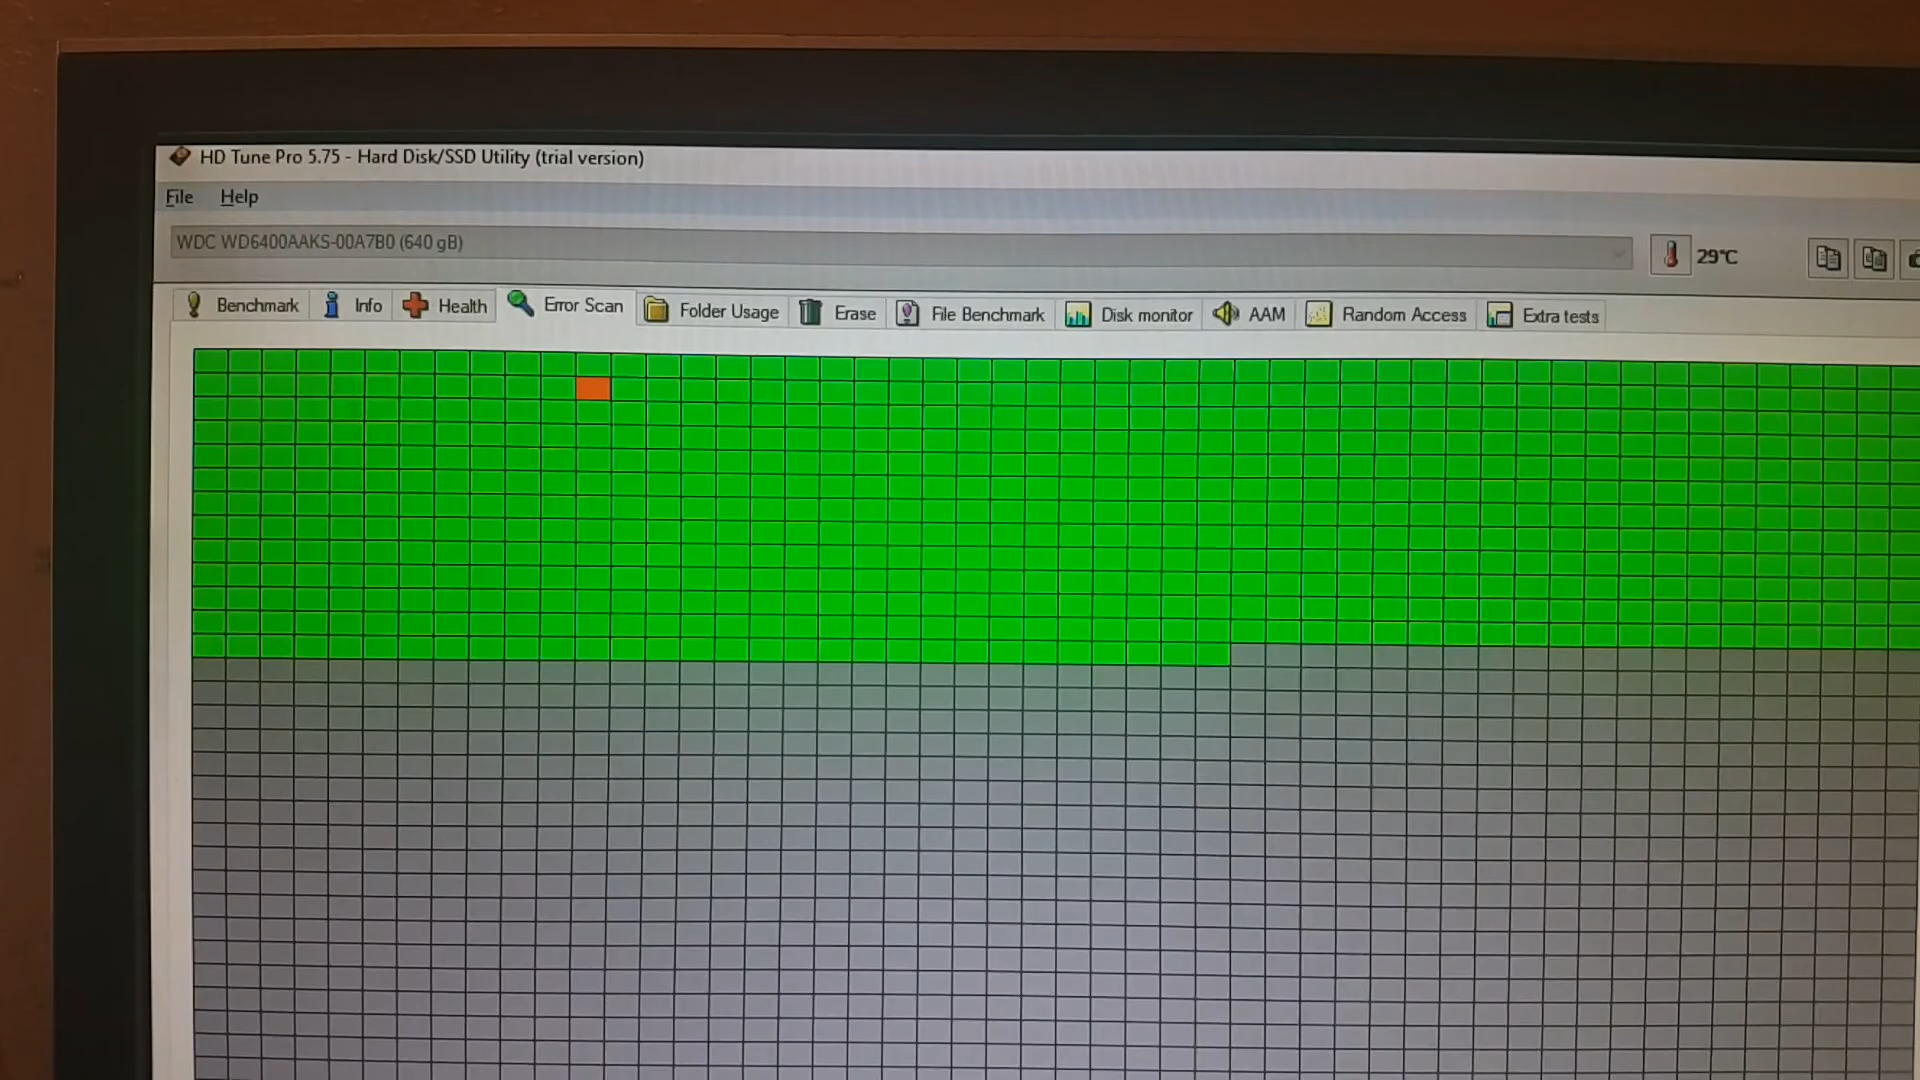 HD Tune Pro 5.75 - Hard Disk/SSD Utility (trial version)
File Help
WDC WD6400AAKS-00A7B0 (640 gB) 29°C
Benchmark Info Health Error Scan Folder Usage Erase File Benchmark Disk monitor AAM Random Access Extra tests